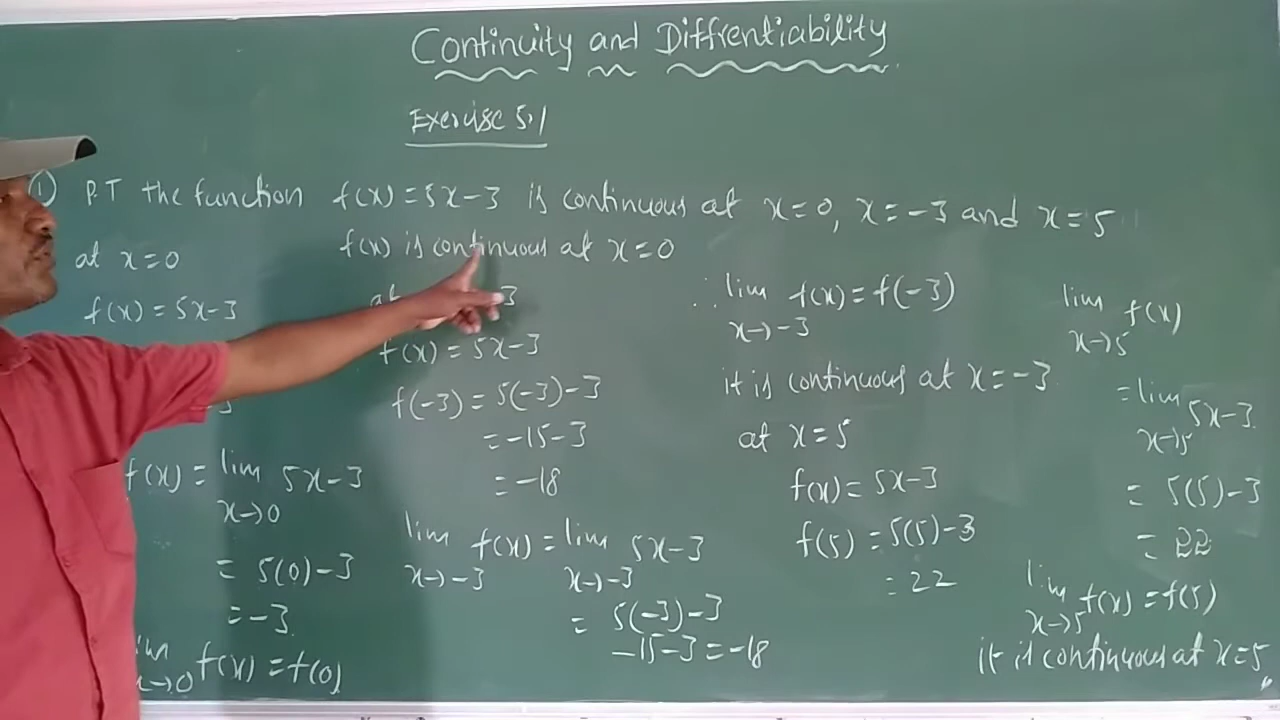 Continuity and Diffrentiability
Exercise 5.1
① P.T the function f(x) = 5x-3 is continuous at x=0, x=-3 and x=5
at x=0
f(x) = 5x-3
f(x) = lim 5x-3
x→0
= 5(0)-3
= -3
lim f(x) = f(0)
x→0
f(x) is continuous at x=0
at 3
f(x) = 5x-3
f(-3) = 5(-3)-3
= -15-3
= -18
lim f(x) = lim 5x-3
x→-3 x→-3
= 5(-3)-3
-15-3 = -18
∴ lim f(x) = f(-3)
x→-3
it is continuous at x=-3
at x=5
f(x) = 5x-3
f(5) = 5(5)-3
= 22
lim f(x)
x→5
= lim 5x-3
x→5
= 5(5)-3
= 22
lim f(x) = f(5)
x→5
it is continuous at x=5